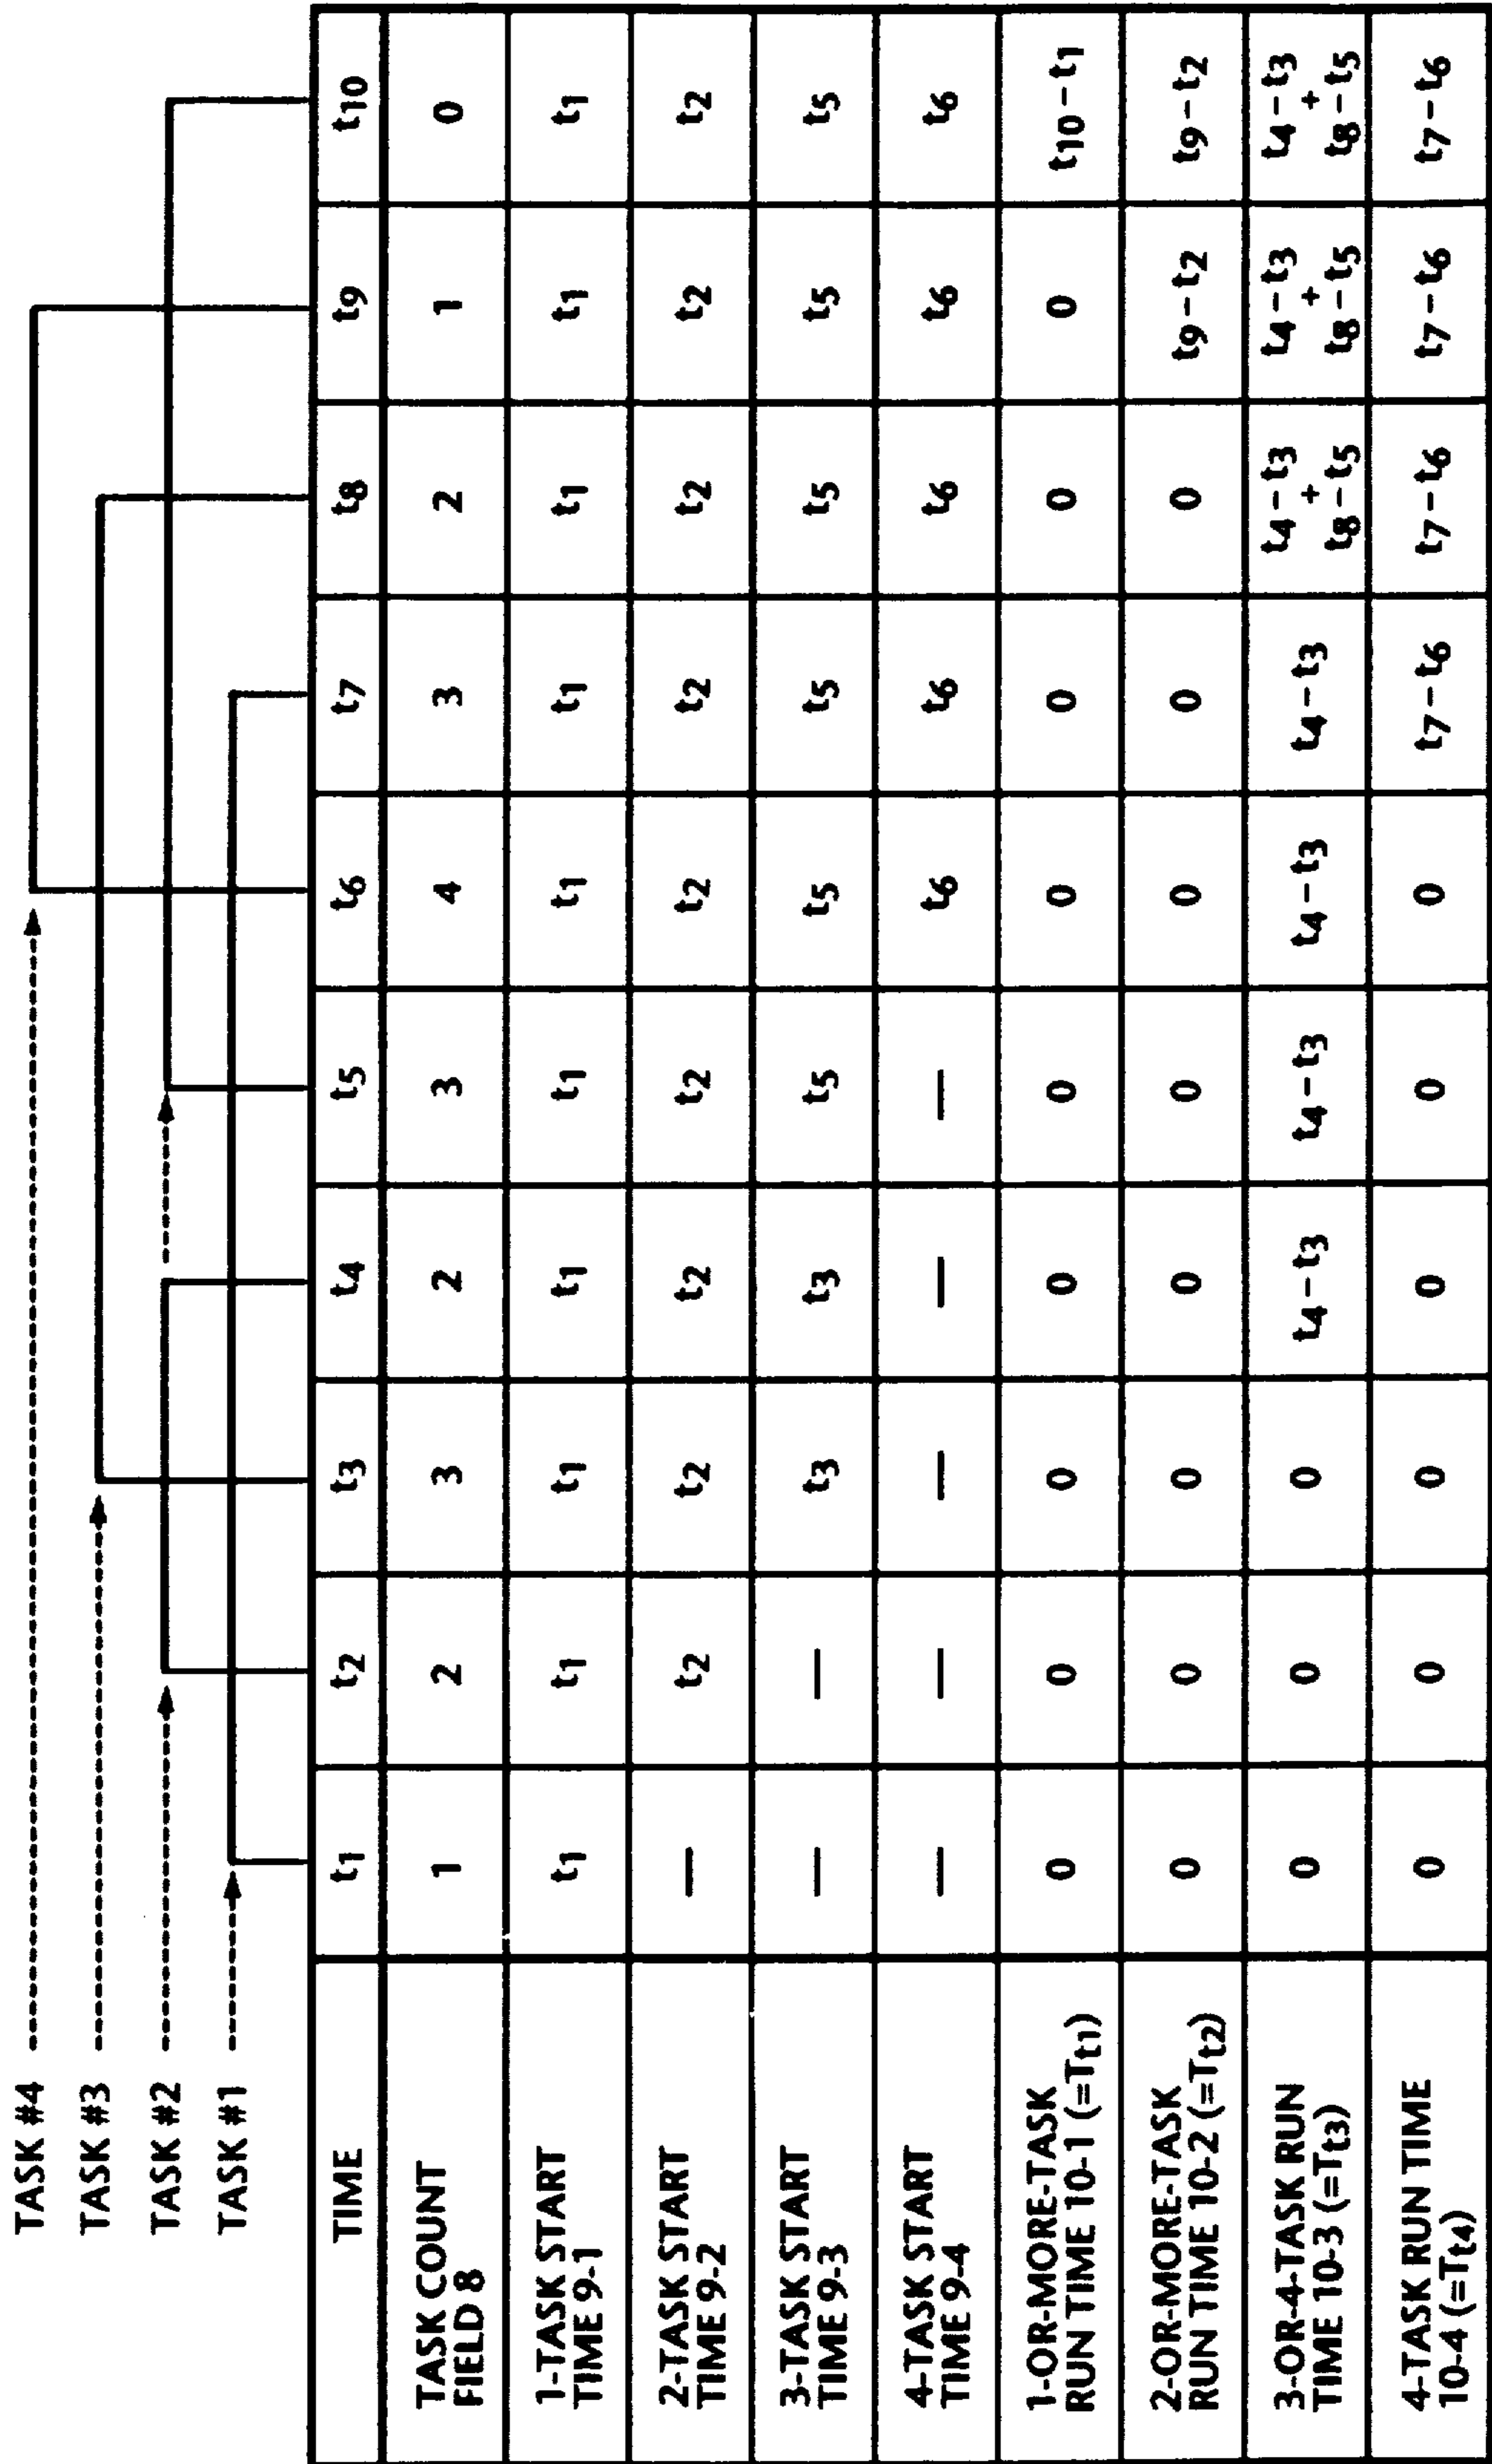 TASK #4
TASK #3
TASK #2
TASK #1
TIME t1 t2 t3 t4 t5 t6 t7 t8 t9 t10
TASK COUNT
FIELD 8 1 2 3 2 3 4 3 2 1 0
1-TASK START
TIME 9-1 t1 t1 t1 t1 t1 t1 t1 t1 t1 t1
2-TASK START
TIME 9-2 — t2 t2 t2 t2 t2 t2 t2 t2 t2
3-TASK START
TIME 9-3 — — t3 t3 t5 t5 t5 t5 t5 t5
4-TASK START
TIME 9-4 — — — — — t6 t6 t6 t6 t6
1-OR-MORE-TASK
RUN TIME 10-1 (=Tt1) 0 0 0 0 0 0 0 0 0 t10-t1
2-OR-MORE-TASK
RUN TIME 10-2 (=Tt2) 0 0 0 0 0 0 0 0 t9-t2 t9-t2
3-OR-4-TASK RUN
TIME 10-3 (=Tt3) 0 0 0 t4-t3 t4-t3 t4-t3 t4-t3 t4-t3 + t8-t5 t4-t3 + t8-t5 t4-t3 + t8-t5
4-TASK RUN TIME
10-4 (=Tt4) 0 0 0 0 0 0 t7-t6 t7-t6 t7-t6 t7-t6